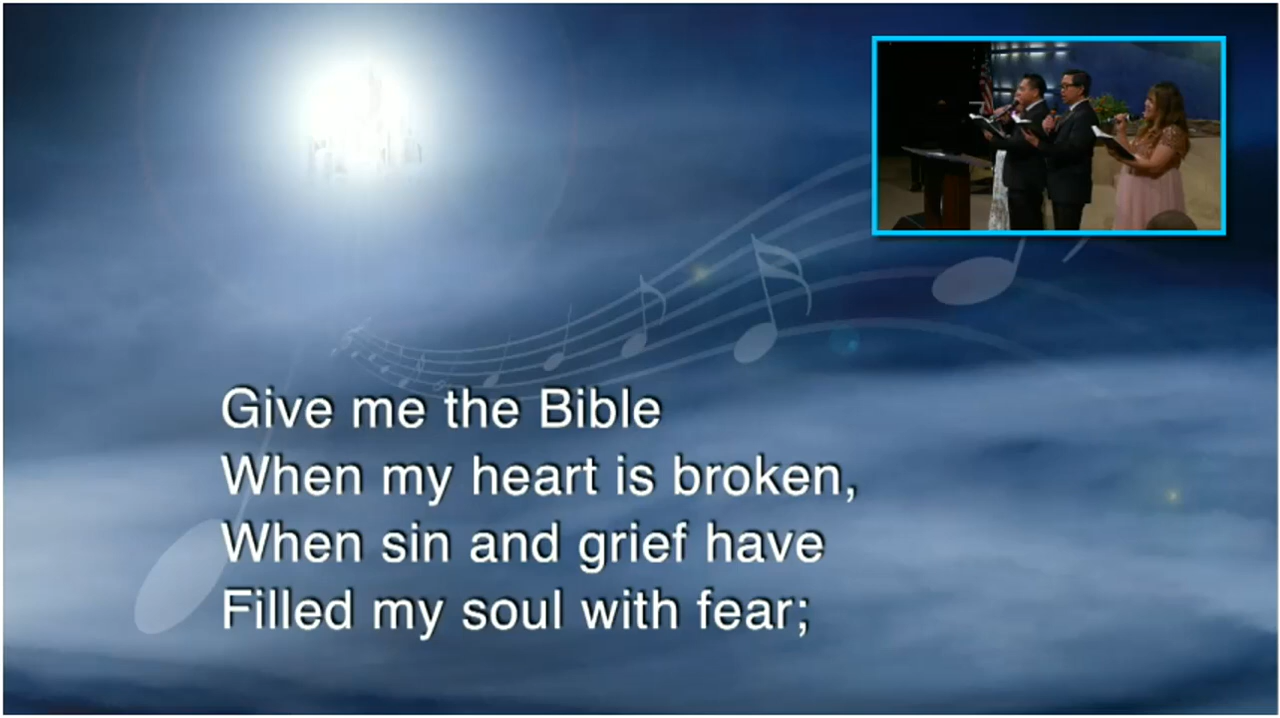 Give me the Bible
When my heart is broken,
When sin and grief have
Filled my soul with fear;